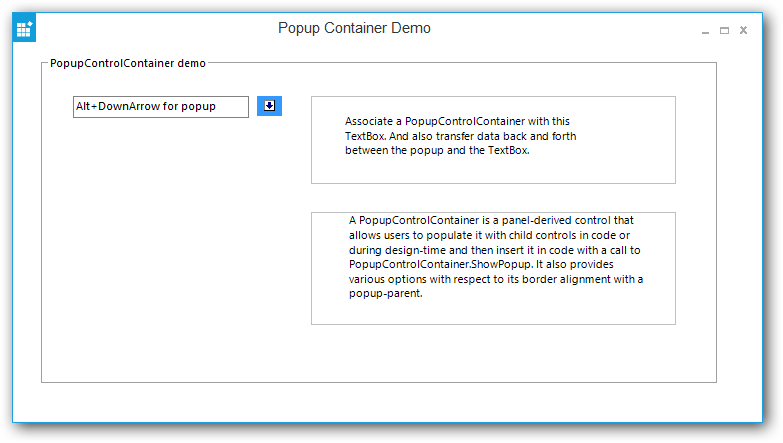 Popup Container Demo
PopupControlContainer demo
Alt+DownArrow for popup
Associate a PopupControlContainer with this
TextBox. And also transfer data back and forth
between the popup and the TextBox.
A PopupControlContainer is a panel-derived control that
allows users to populate it with child controls in code or
during design-time and then insert it in code with a call to
PopupControlContainer.ShowPopup. It also provides
various options with respect to its border alignment with a
popup-parent.